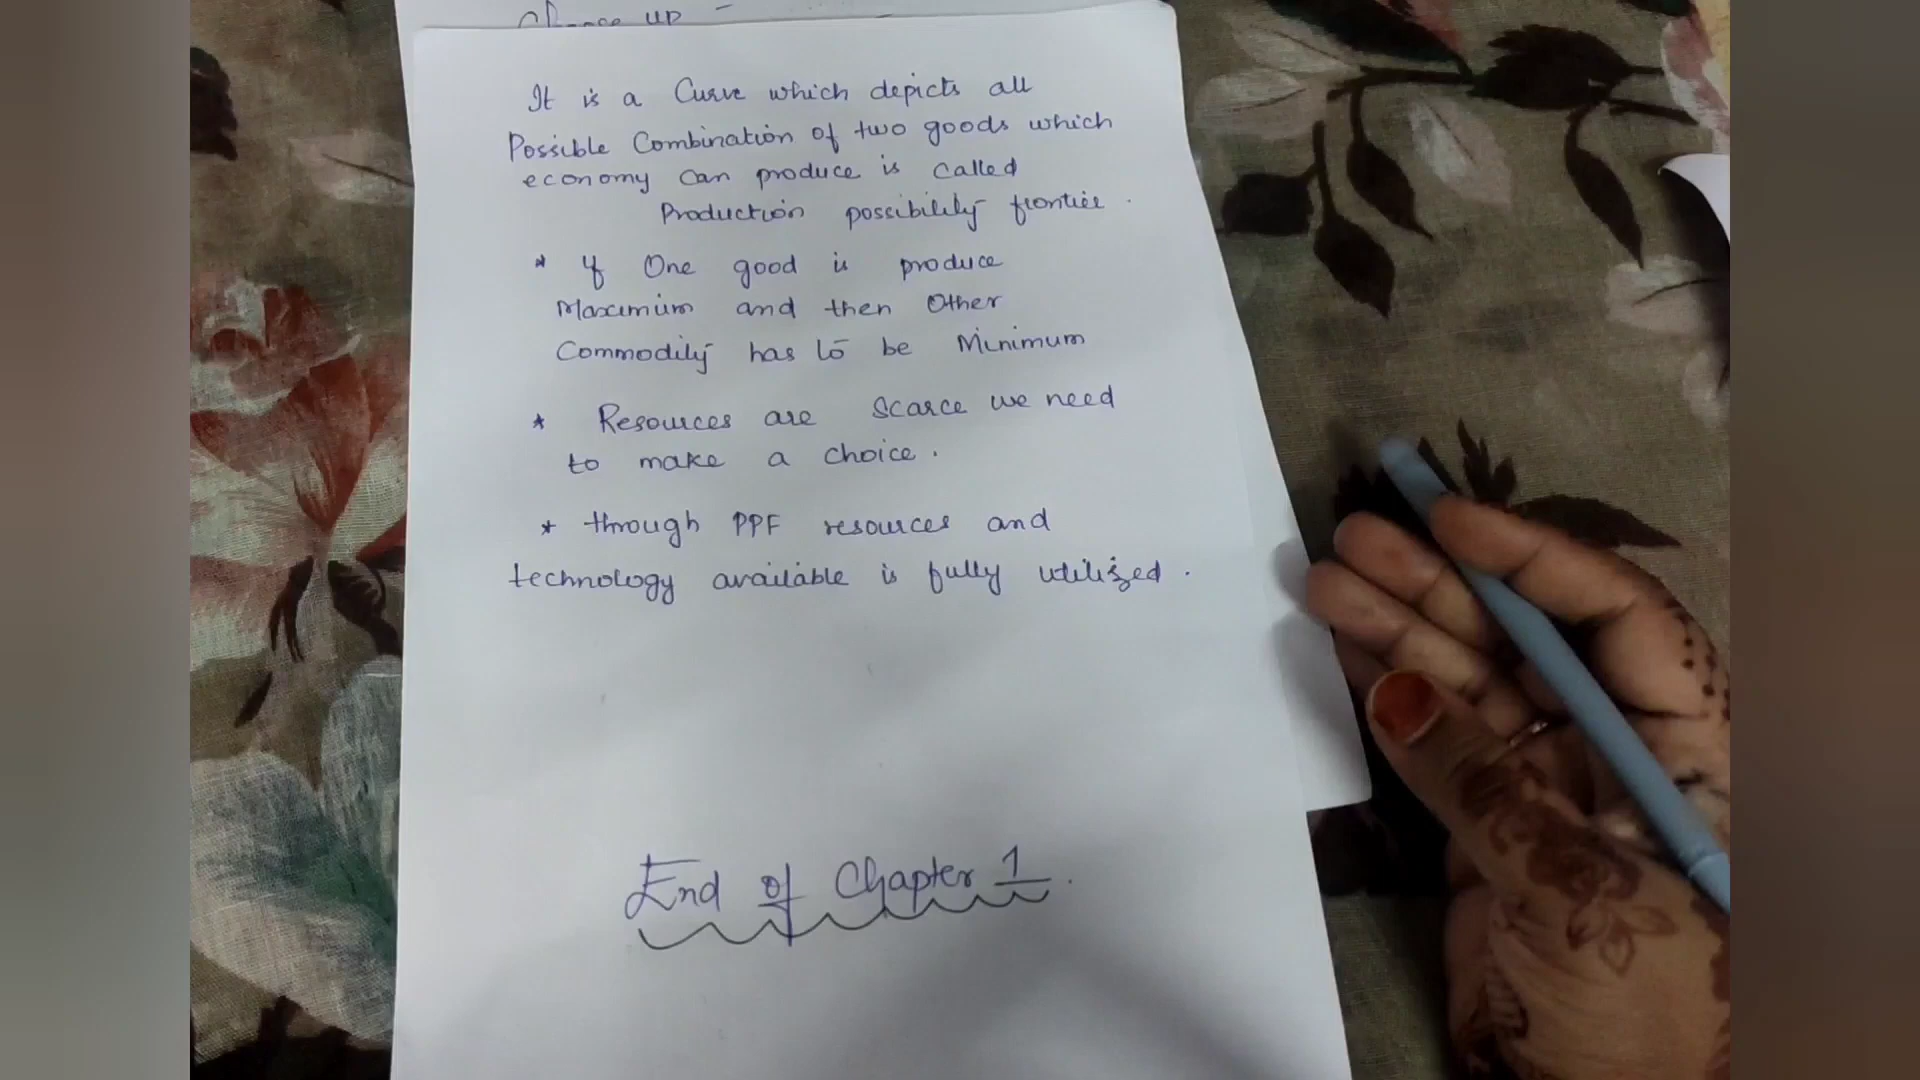 It is a Curve which depicts all
Possible Combination of two goods which
economy can produce is called
Production possibility frontier.
* If One good is produce
Maximum and then Other
Commodity has to be Minimum
* Resources are Scarce we need
to make a choice.
* through PPF resources and
technology available is fully utilized.
End of Chapter 1.